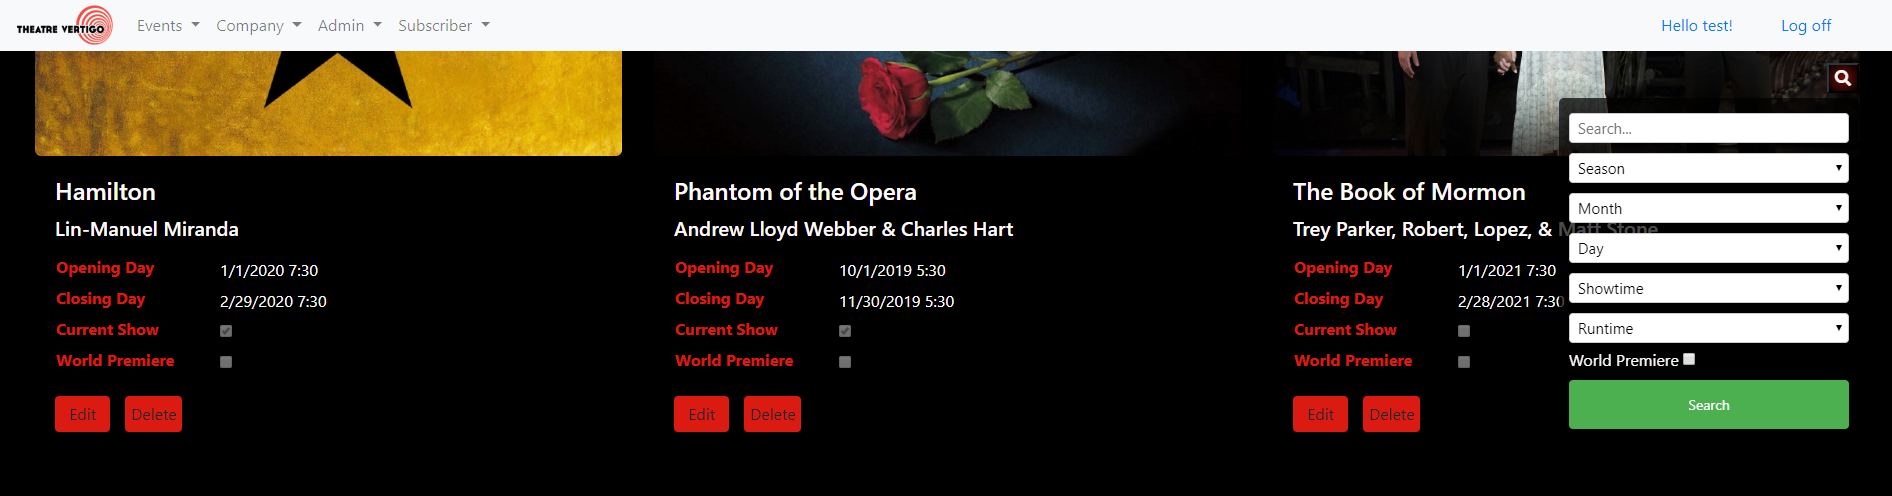 THEATRE VERTIGO
Events
Company
Admin
Subscriber
Hello test!
Log off
Hamilton
Lin-Manuel Miranda
Opening Day 1/1/2020 7:30
Closing Day 2/29/2020 7:30
Current Show
World Premiere
Edit Delete
Phantom of the Opera
Andrew Lloyd Webber & Charles Hart
Opening Day 10/1/2019 5:30
Closing Day 11/30/2019 5:30
Current Show
World Premiere
Edit Delete
The Book of Mormon
Trey Parker, Robert, Lopez, & Matt Stone
Opening Day 1/1/2021 7:30
Closing Day 2/28/2021 7:30
Current Show
World Premiere
Edit Delete
Search...
Season
Month
Day
Showtime
Runtime
World Premiere
Search